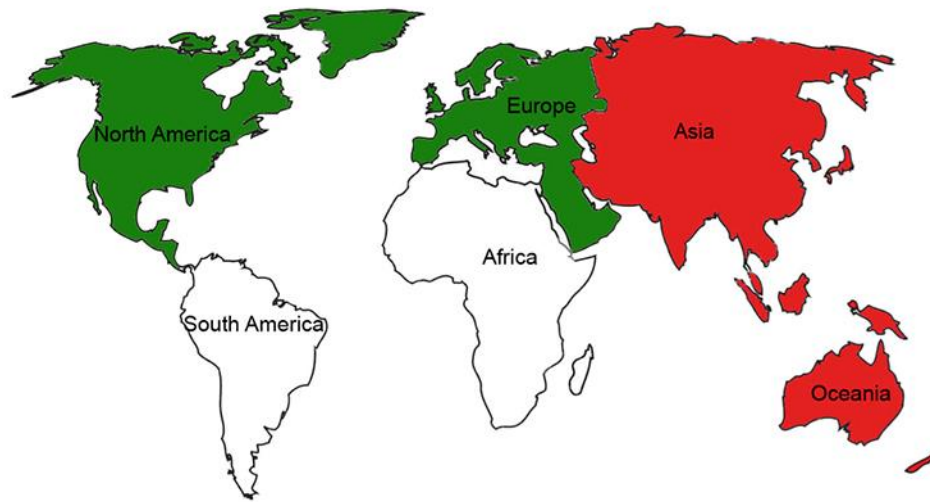 North America
Europe
Asia
Africa
South America
Oceania